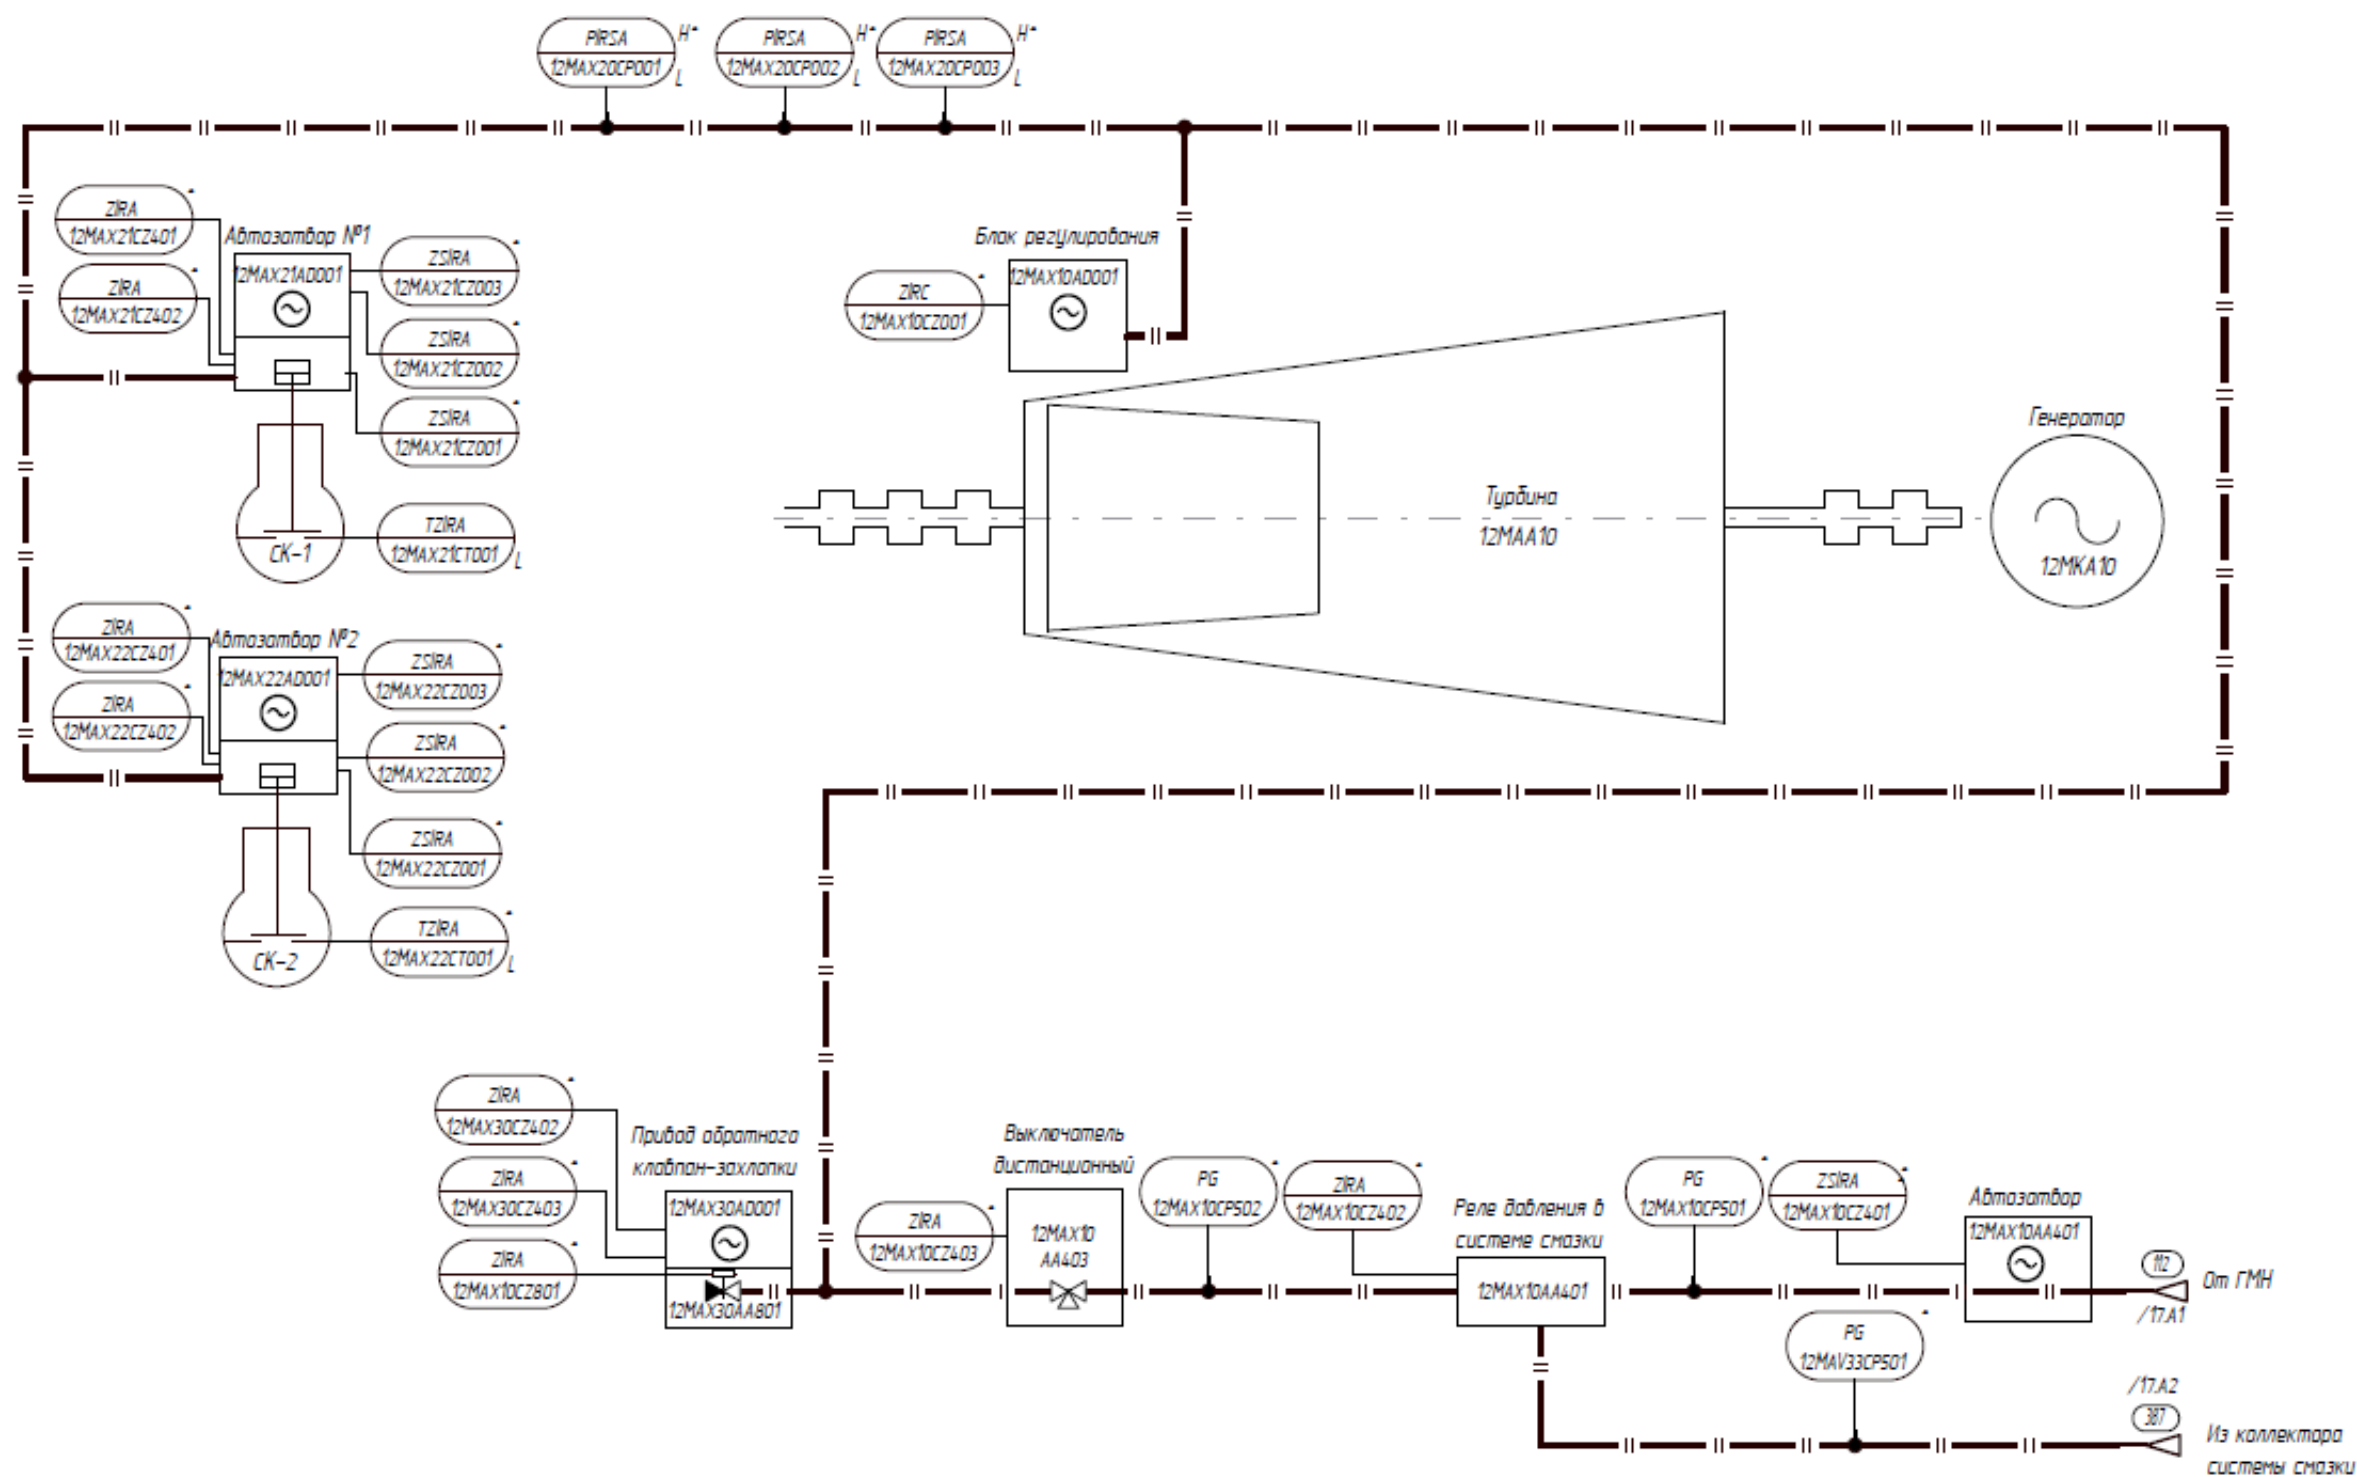 PIRSA
12MAX20CP001
H
L
PIRSA
12MAX20CP002
H
L
PIRSA
12MAX20CP003
H
L
ZIRA
12MAX21CZ401
ZIRA
12MAX21CZ402
Автозатвор №1
12MAX21AD001
ZSIRA
12MAX21CZ003
ZSIRA
12MAX21CZ002
ZSIRA
12MAX21CZ001
СК-1
TZIRA
12MAX21CT001
L
Блок регулирования
12MAX10AD001
ZIRC
12MAX10CZ001
Турбина
12MAA10
Генератор
12MKA10
ZIRA
12MAX22CZ401
ZIRA
12MAX22CZ402
Автозатвор №2
12MAX22AD001
ZSIRA
12MAX22CZ003
ZSIRA
12MAX22CZ002
ZSIRA
12MAX22CZ001
СК-2
TZIRA
12MAX22CT001
L
ZIRA
12MAX30CZ402
ZIRA
12MAX30CZ403
ZIRA
12MAX10CZ801
Привод обратного
клавпан-захлопки
12MAX30AD001
12MAX30AA801
ZIRA
12MAX10CZ403
Выключатель
дистанционный
12MAX10
AA403
PG
12MAX10CP502
ZIRA
12MAX10CZ402
Реле давления в
системе смазки
12MAX10AA401
PG
12MAX10CP501
ZSIRA
12MAX10CZ401
Автозатвор
12MAX10AA401
112
/17.A1
От ГМН
PG
12MAV33CP501
/17.A2
387
Из коллектора
системы смазки